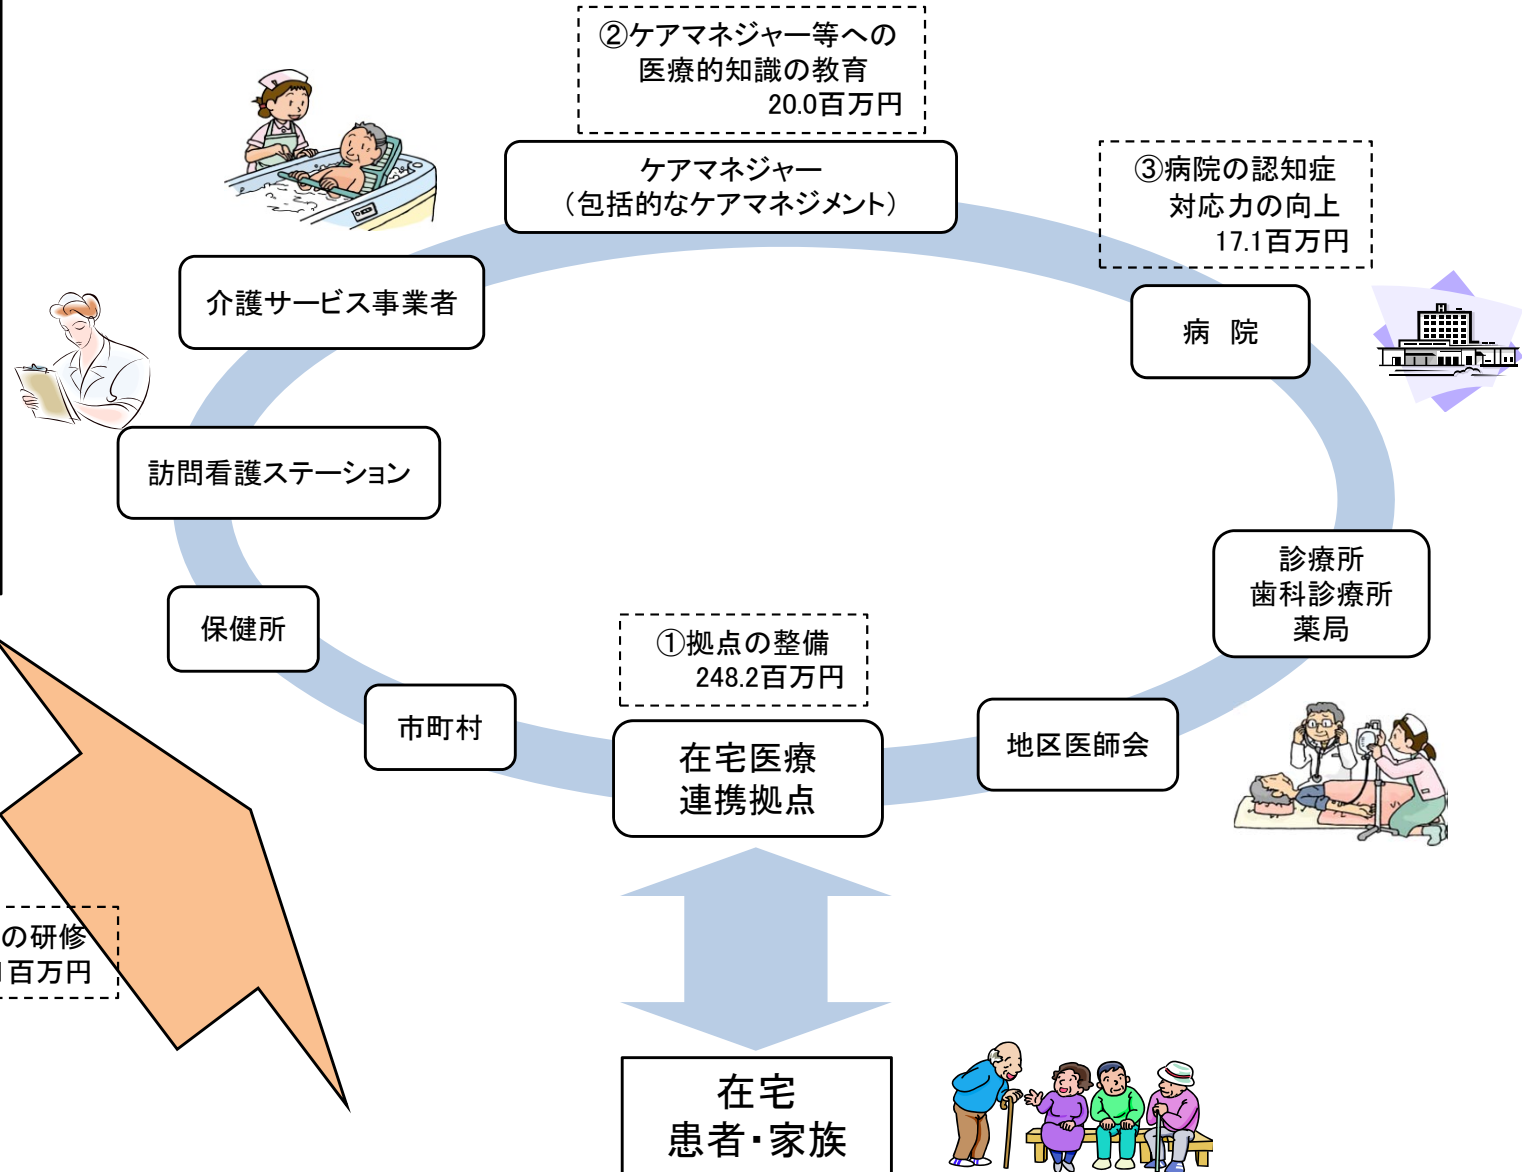 ②ケアマネジャー等への
医療的知識の教育
20.0百万円
ケアマネジャー
（包括的なケアマネジメント）
③病院の認知症
対応力の向上
17.1百万円
介護サービス事業者
病 院
訪問看護ステーション
診療所
歯科診療所
薬局
保健所
①拠点の整備
248.2百万円
市町村
在宅医療
連携拠点
地区医師会
の研修
百万円
在宅
患者・家族